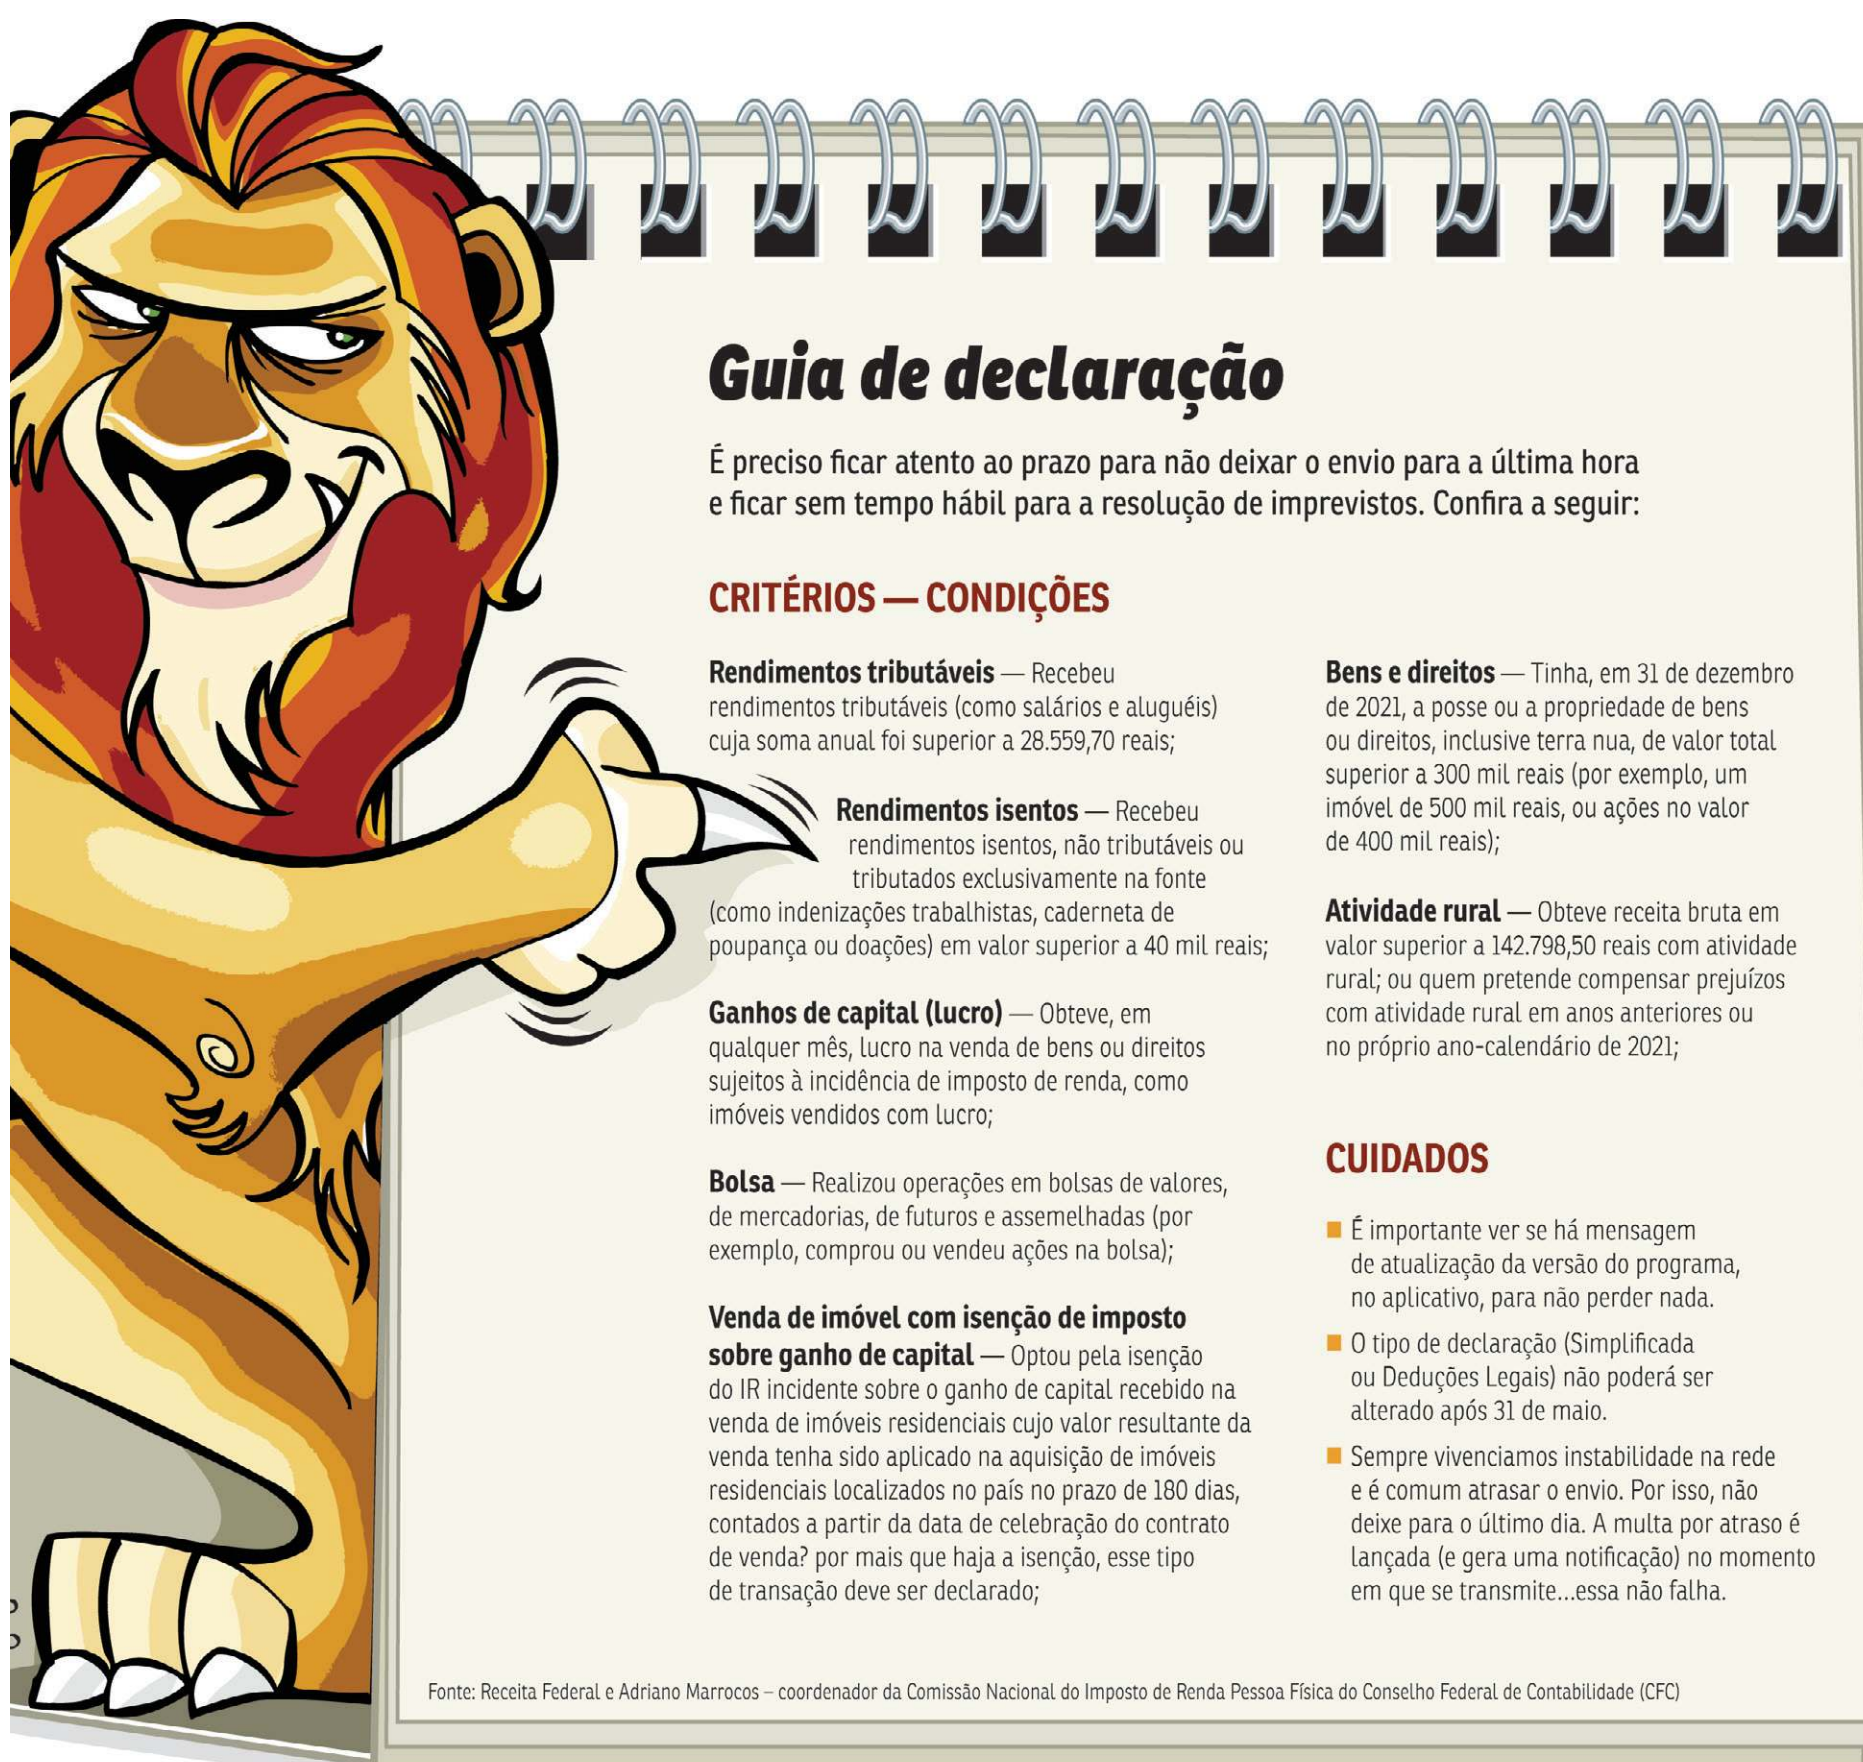 Guia de declaração
É preciso ficar atento ao prazo para não deixar o envio para a última hora
e ficar sem tempo hábil para a resolução de imprevistos. Confira a seguir:
CRITÉRIOS — CONDIÇÕES
Rendimentos tributáveis — Recebeu
rendimentos tributáveis (como salários e aluguéis)
cuja soma anual foi superior a 28.559,70 reais;
Rendimentos isentos — Recebeu
rendimentos isentos, não tributáveis ou
tributados exclusivamente na fonte
(como indenizações trabalhistas, caderneta de
poupança ou doações) em valor superior a 40 mil reais;
Ganhos de capital (lucro) — Obteve, em
qualquer mês, lucro na venda de bens ou direitos
sujeitos à incidência de imposto de renda, como
imóveis vendidos com lucro;
Bolsa — Realizou operações em bolsas de valores,
de mercadorias, de futuros e assemelhadas (por
exemplo, comprou ou vendeu ações na bolsa);
Venda de imóvel com isenção de imposto
sobre ganho de capital — Optou pela isenção
do IR incidente sobre o ganho de capital recebido na
venda de imóveis residenciais cujo valor resultante da
venda tenha sido aplicado na aquisição de imóveis
residenciais localizados no país no prazo de 180 dias,
contados a partir da data de celebração do contrato
de venda? por mais que haja a isenção, esse tipo
de transação deve ser declarado;
Bens e direitos — Tinha, em 31 de dezembro
de 2021, a posse ou a propriedade de bens
ou direitos, inclusive terra nua, de valor total
superior a 300 mil reais (por exemplo, um
imóvel de 500 mil reais, ou ações no valor
de 400 mil reais);
Atividade rural — Obteve receita bruta em
valor superior a 142.798,50 reais com atividade
rural; ou quem pretende compensar prejuízos
com atividade rural em anos anteriores ou
no próprio ano-calendário de 2021;
CUIDADOS
É importante ver se há mensagem
de atualização da versão do programa,
no aplicativo, para não perder nada.
O tipo de declaração (Simplificada
ou Deduções Legais) não poderá ser
alterado após 31 de maio.
Sempre vivenciamos instabilidade na rede
e é comum atrasar o envio. Por isso, não
deixe para o último dia. A multa por atraso é
lançada (e gera uma notificação) no momento
em que se transmite...essa não falha.
Fonte: Receita Federal e Adriano Marrocos – coordenador da Comissão Nacional do Imposto de Renda Pessoa Física do Conselho Federal de Contabilidade (CFC)